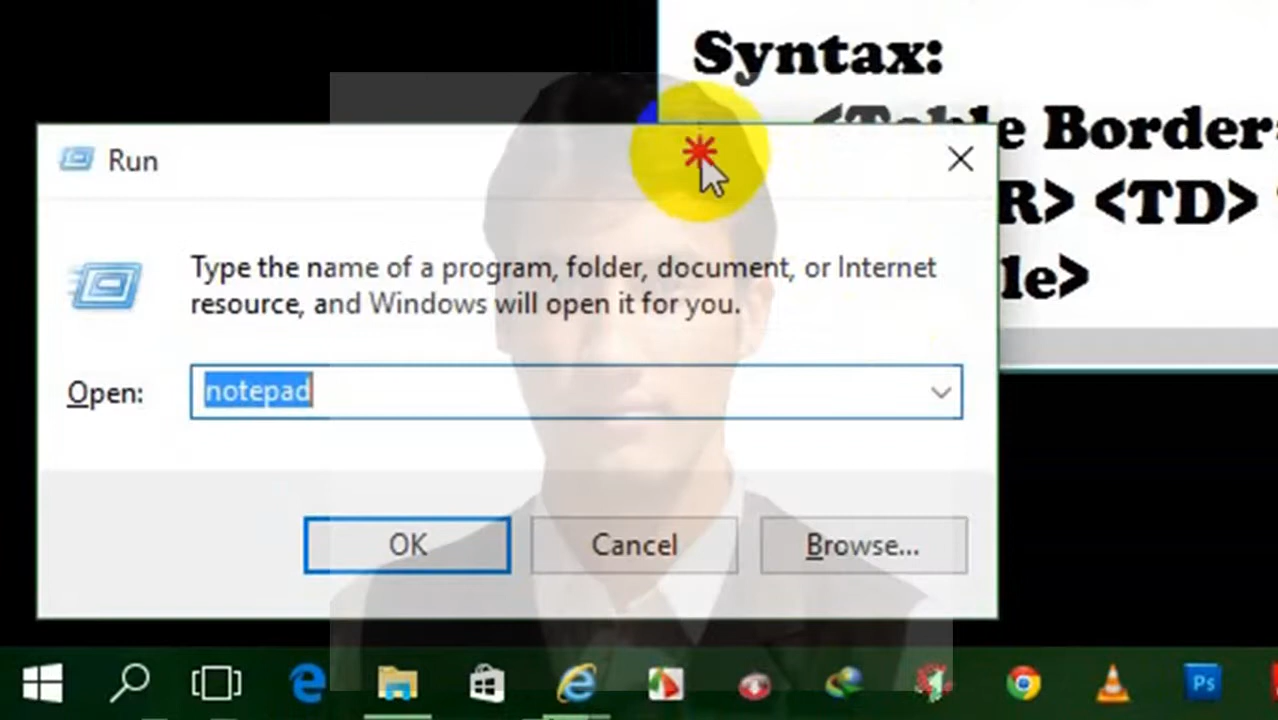 Syntax:
<Table Border=
R> <TD>
le>
Run
Type the name of a program, folder, document, or Internet
resource, and Windows will open it for you.
Open:
notepad
OK
Cancel
Browse...
Ps